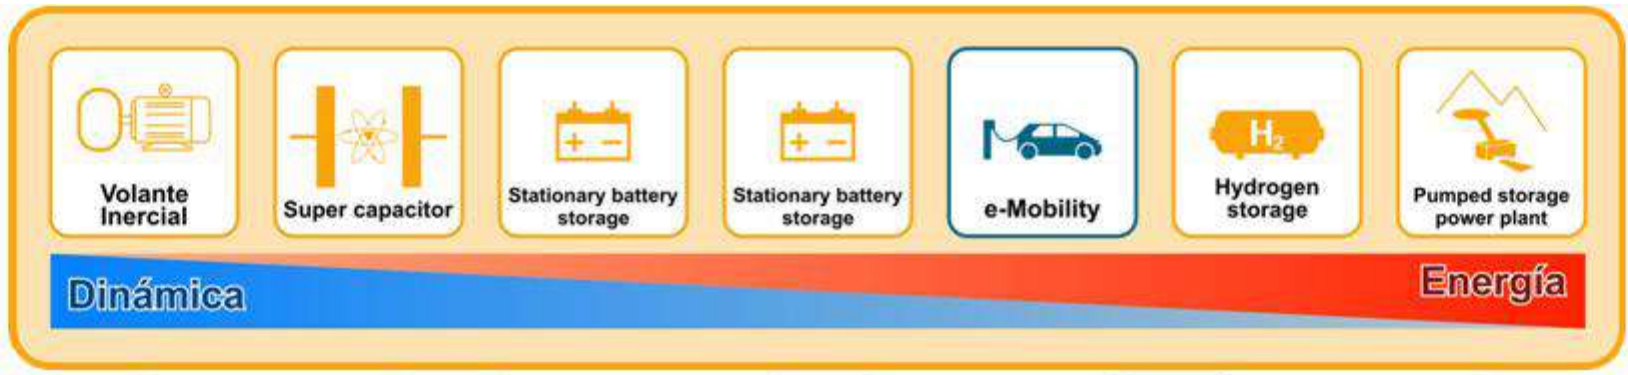 Volante
Inercial
Super capacitor
+ −
Stationary battery
storage
+ −
Stationary battery
storage
e-Mobility
H₂
Hydrogen
storage
Pumped storage
power plant
Dinámica
Energía